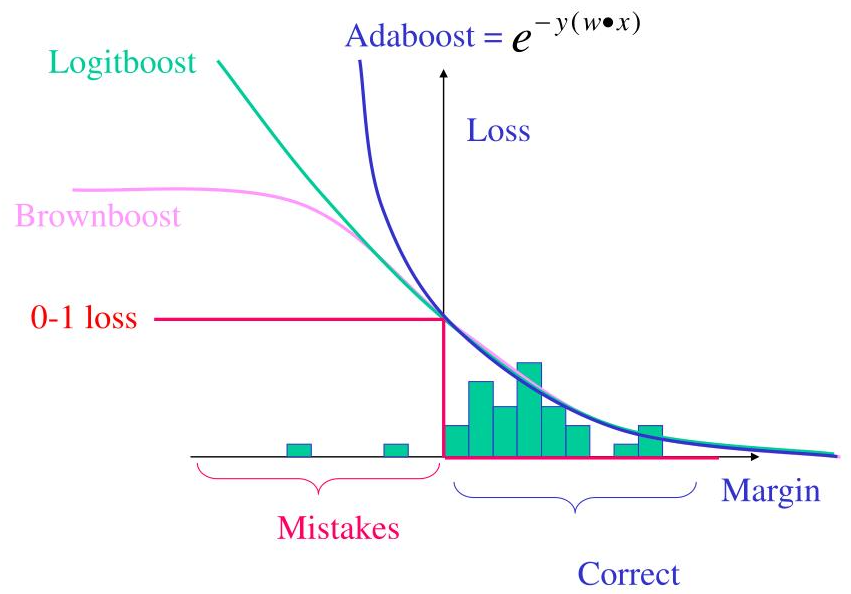 Adaboost = e^{-y(w•x)}
Logitboost
Loss
Brownboost
0-1 loss
Margin
Mistakes
Correct